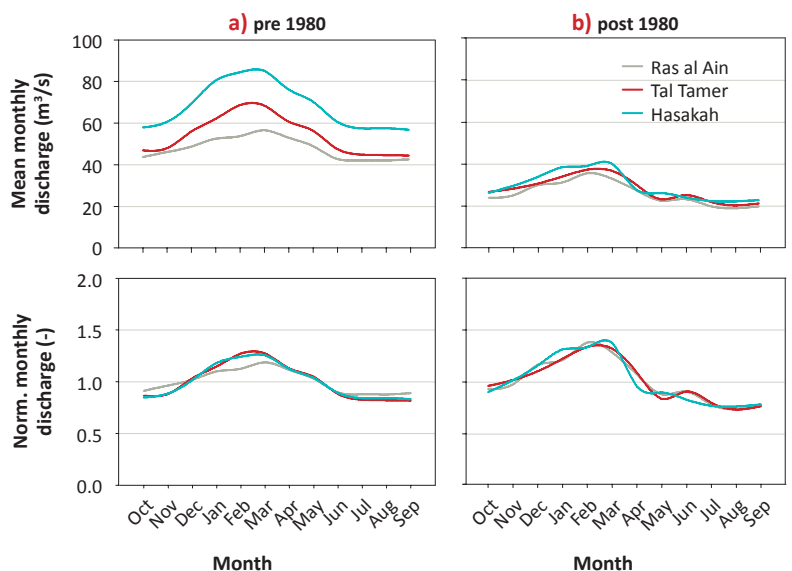 a) pre 1980
b) post 1980
Mean monthly
discharge (m³/s)
100
80
60
40
20
0
Ras al Ain
Tal Tamer
Hasakah
Norm. monthly
discharge (-)
2.0
1.5
1.0
0.5
0.0
Oct Nov Dec Jan Feb Mar Apr May Jun Jul Aug Sep
Oct Nov Dec Jan Feb Mar Apr May Jun Jul Aug Sep
Month
Month